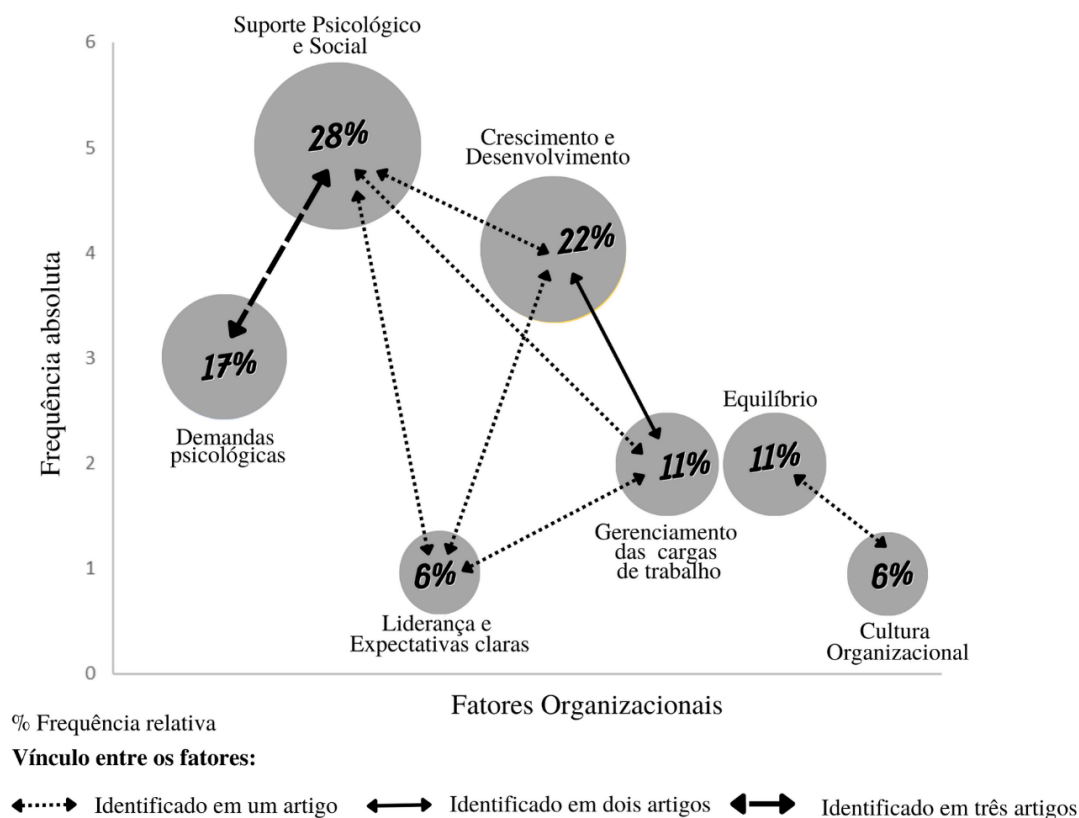 Suporte Psicológico
e Social
6
28%
Crescimento e
Desenvolvimento
5
22%
4
Frequência absoluta
17%
3
Demandas
psicológicas
Equilíbrio
2
11%
11%
Gerenciamento
das cargas
de trabalho
1
6%
6%
Liderança e
Expectativas claras
Cultura
Organizacional
0
Fatores Organizacionais
% Frequência relativa
Vínculo entre os fatores:
Identificado em um artigo
Identificado em dois artigos
Identificado em três artigos